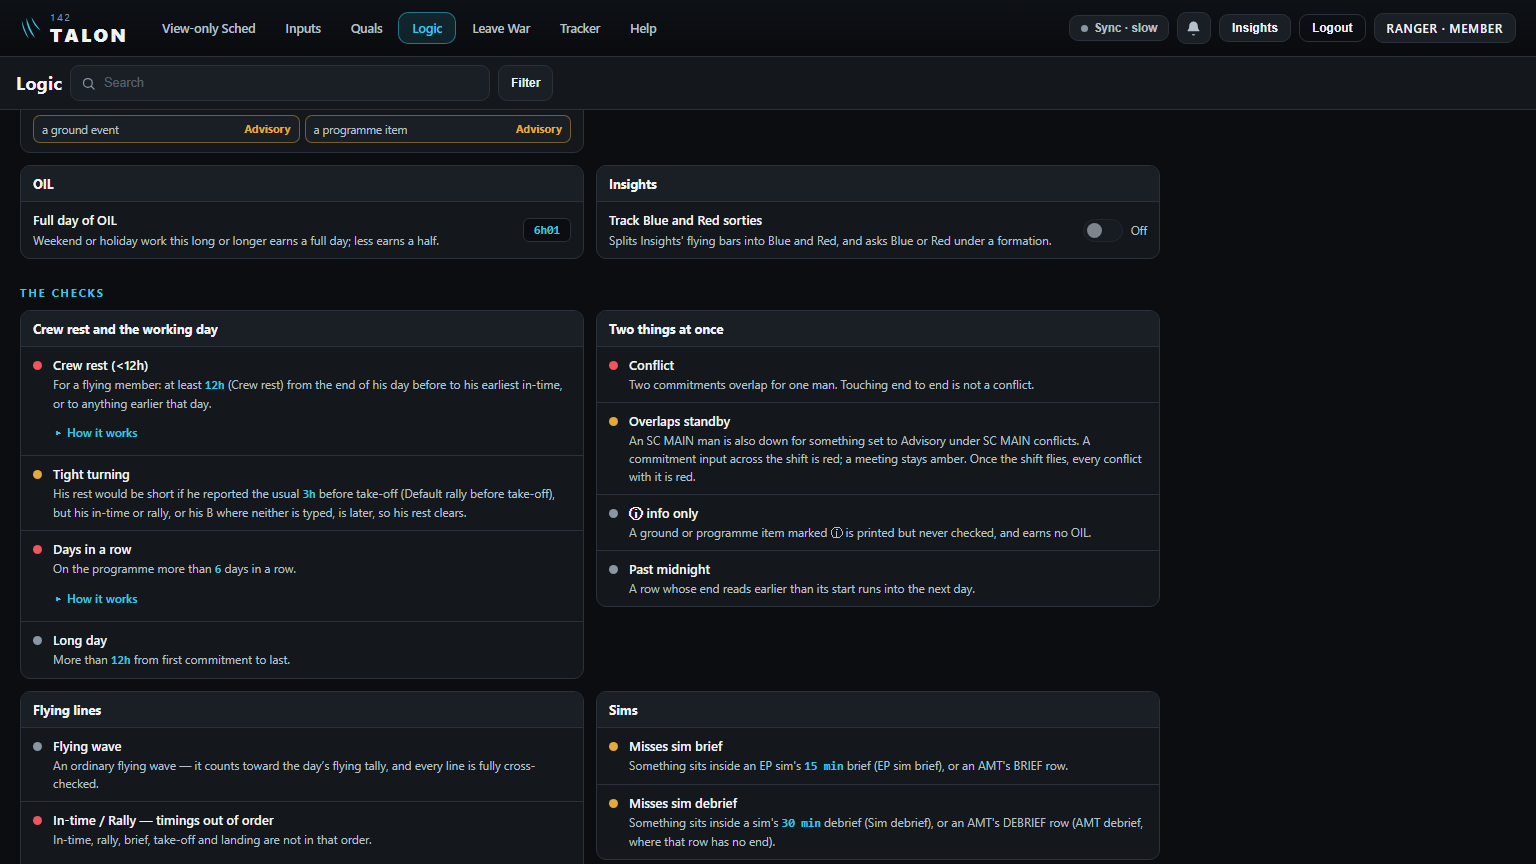 142
TALON
View-only Sched
Inputs
Quals
Logic
Leave War
Tracker
Help
Sync · slow
Insights
Logout
RANGER · MEMBER
Logic
Search
Filter
a ground event
Advisory
a programme item
Advisory
OIL
Full day of OIL
Weekend or holiday work this long or longer earns a full day; less earns a half.
6h01
Insights
Track Blue and Red sorties
Splits Insights' flying bars into Blue and Red, and asks Blue or Red under a formation.
Off
THE CHECKS
Crew rest and the working day
Crew rest (<12h)
For a flying member: at least 12h (Crew rest) from the end of his day before to his earliest in-time,
or to anything earlier that day.
▸ How it works
Tight turning
His rest would be short if he reported the usual 3h before take-off (Default rally before take-off),
but his in-time or rally, or his B where neither is typed, is later, so his rest clears.
Days in a row
On the programme more than 6 days in a row.
▸ How it works
Long day
More than 12h from first commitment to last.
Two things at once
Conflict
Two commitments overlap for one man. Touching end to end is not a conflict.
Overlaps standby
An SC MAIN man is also down for something set to Advisory under SC MAIN conflicts. A
commitment input across the shift is red; a meeting stays amber. Once the shift flies, every conflict
with it is red.
ⓘ info only
A ground or programme item marked ⓘ is printed but never checked, and earns no OIL.
Past midnight
A row whose end reads earlier than its start runs into the next day.
Flying lines
Flying wave
An ordinary flying wave — it counts toward the day's flying tally, and every line is fully cross-
checked.
In-time / Rally — timings out of order
In-time, rally, brief, take-off and landing are not in that order.
Sims
Misses sim brief
Something sits inside an EP sim's 15 min brief (EP sim brief), or an AMT's BRIEF row.
Misses sim debrief
Something sits inside a sim's 30 min debrief (Sim debrief), or an AMT's DEBRIEF row (AMT debrief,
where that row has no end).